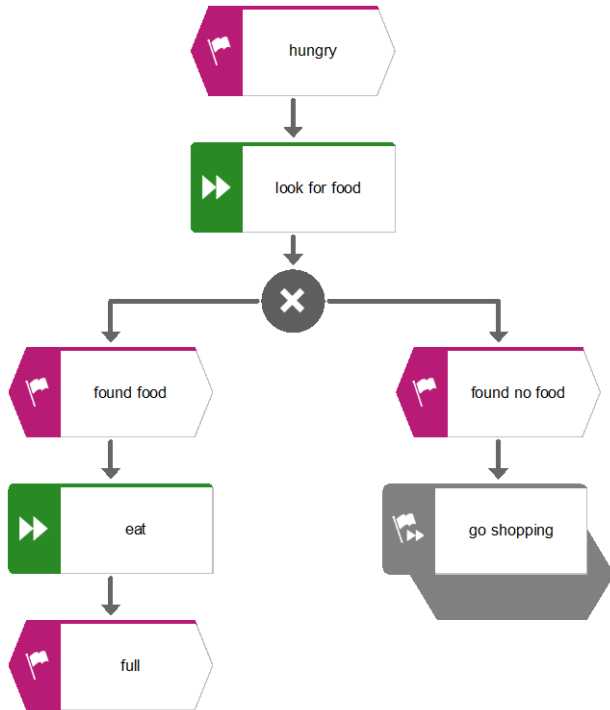 hungry
look for food
found food
found no food
eat
go shopping
full